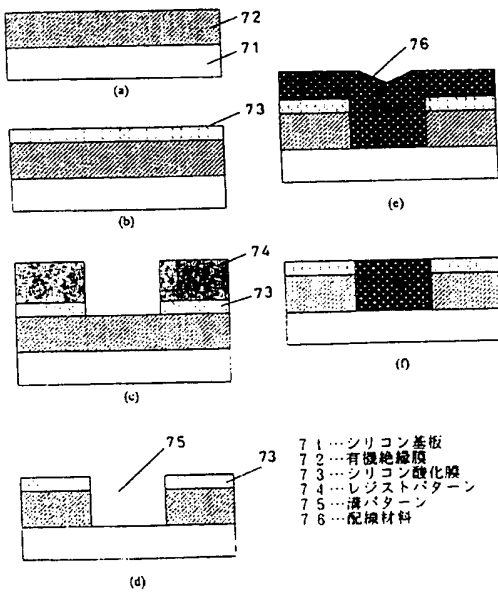 72
71
(a)
73
(b)
74
73
(c)
75
73
(d)
76
(e)
(f)
71…シリコン基板
72…有機絶縁膜
73…シリコン酸化膜
74…レジストパターン
75…溝パターン
76…配線材料